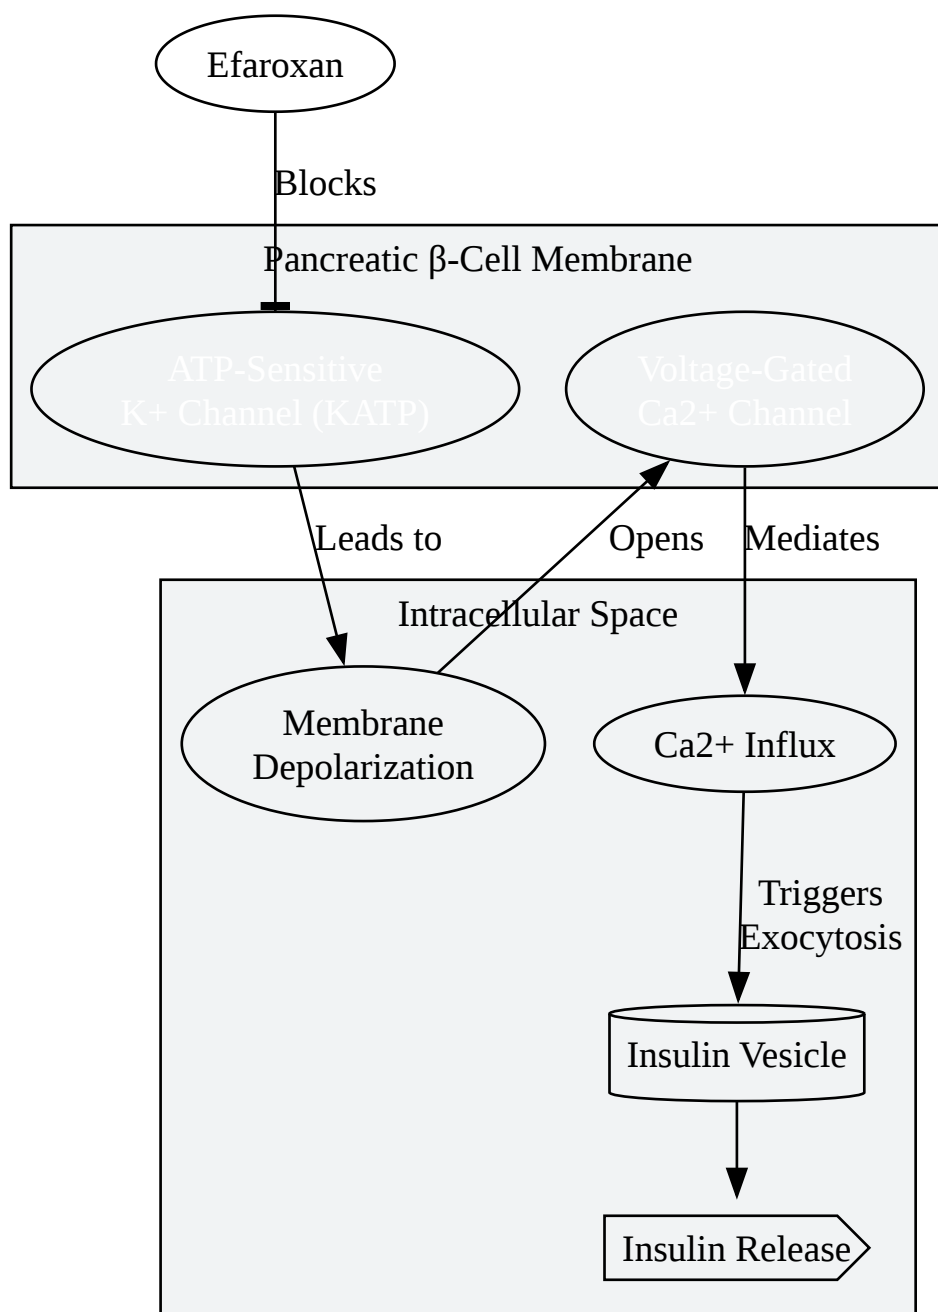 Efaroxan
Blocks
Pancreatic β-Cell Membrane
ATP-Sensitive
K+ Channel (KATP)
Voltage-Gated
Ca2+ Channel
Leads to
Opens
Mediates
Intracellular Space
Membrane
Depolarization
Ca2+ Influx
Triggers
Exocytosis
Insulin Vesicle
Insulin Release